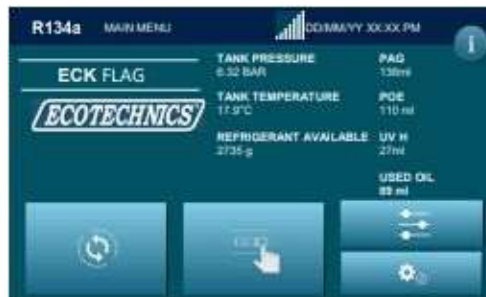 R134a MAIN MENU DD/MM/YY XX:XX PM
i
ECK FLAG
ECOTECHNICS
TANK PRESSURE
6.32 BAR
TANK TEMPERATURE
17.9°C
REFRIGERANT AVAILABLE
2735 g
PAG
138ml
POE
110 ml
UV H
27ml
USED OIL
89 ml